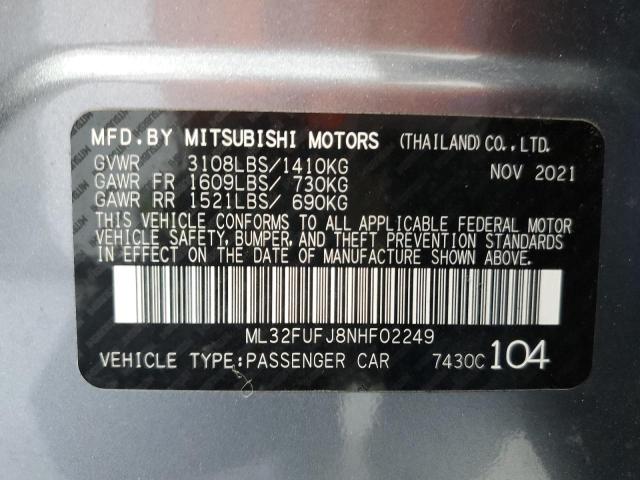 MFD.BY MITSUBISHI MOTORS (THAILAND) CO.,LTD.
GVWR 3108LBS/1410KG NOV 2021
GAWR FR 1609LBS/ 730KG
GAWR RR 1521LBS/ 690KG
THIS VEHICLE CONFORMS TO ALL APPLICABLE FEDERAL MOTOR
VEHICLE SAFETY, BUMPER, AND THEFT PREVENTION STANDARDS
IN EFFECT ON THE DATE OF MANUFACTURE SHOWN ABOVE.
ML32FUFJ8NHF02249
VEHICLE TYPE:PASSENGER CAR 7430C 104